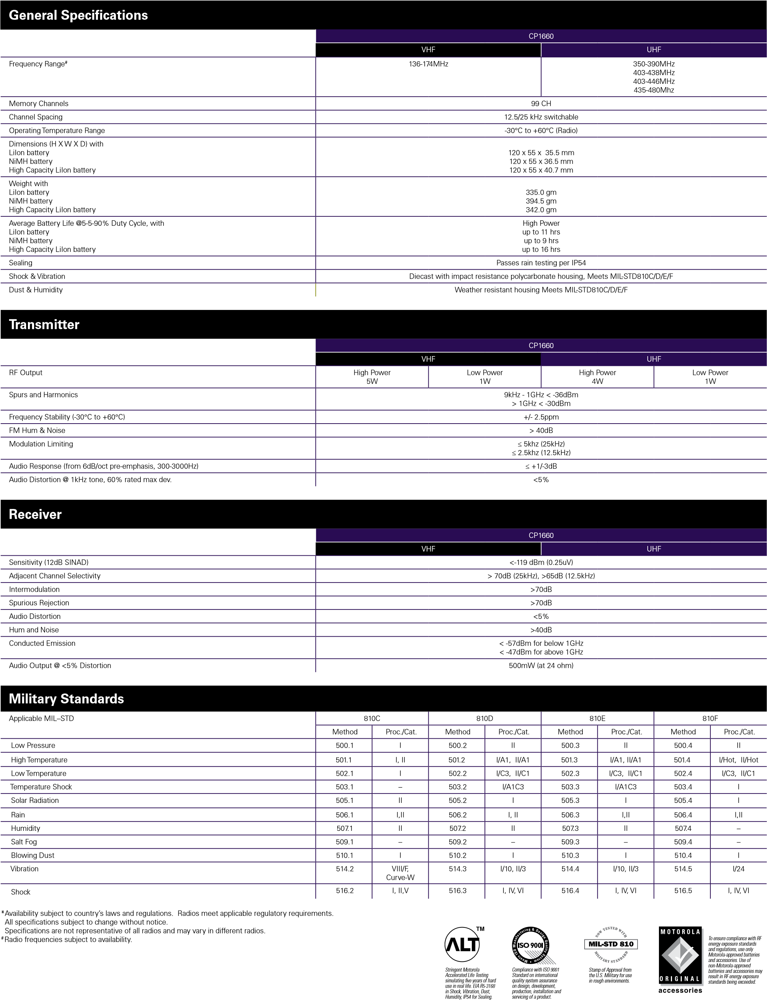 General Specifications
CP1660
VHF UHF
Frequency Range# 136-174MHz 350-390MHz
403-438MHz
403-446MHz
435-480Mhz
Memory Channels 99 CH
Channel Spacing 12.5/25 kHz switchable
Operating Temperature Range -30°C to +60°C (Radio)
Dimensions (H X W X D) with
LiIon battery 120 x 55 x 35.5 mm
NiMH battery 120 x 55 x 36.5 mm
High Capacity LiIon battery 120 x 55 x 40.7 mm
Weight with
LiIon battery 335.0 gm
NiMH battery 394.5 gm
High Capacity LiIon battery 342.0 gm
Average Battery Life @5-5-90% Duty Cycle, with High Power
LiIon battery up to 11 hrs
NiMH battery up to 9 hrs
High Capacity LiIon battery up to 16 hrs
Sealing Passes rain testing per IP54
Shock & Vibration Diecast with impact resistance polycarbonate housing, Meets MIL-STD810C/D/E/F
Dust & Humidity Weather resistant housing Meets MIL-STD810C/D/E/F
Transmitter
CP1660
VHF UHF
RF Output High Power Low Power High Power Low Power
5W 1W 4W 1W
Spurs and Harmonics 9kHz - 1GHz < -36dBm
> 1GHz < -30dBm
Frequency Stability (-30°C to +60°C) +/- 2.5ppm
FM Hum & Noise > 40dB
Modulation Limiting ≤ 5khz (25kHz)
≤ 2.5khz (12.5kHz)
Audio Response (from 6dB/oct pre-emphasis, 300-3000Hz) ≤ +1/-3dB
Audio Distortion @ 1kHz tone, 60% rated max dev. <5%
Receiver
CP1660
VHF UHF
Sensitivity (12dB SINAD) <-119 dBm (0.25uV)
Adjacent Channel Selectivity > 70dB (25kHz), >65dB (12.5kHz)
Intermodulation >70dB
Spurious Rejection >70dB
Audio Distortion <5%
Hum and Noise >40dB
Conducted Emission < -57dBm for below 1GHz
< -47dBm for above 1GHz
Audio Output @ <5% Distortion 500mW (at 24 ohm)
Military Standards
Applicable MIL–STD 810C 810D 810E 810F
Method Proc./Cat. Method Proc./Cat. Method Proc./Cat. Method Proc./Cat.
Low Pressure 500.1 I 500.2 II 500.3 II 500.4 II
High Temperature 501.1 I, II 501.2 I/A1, II/A1 501.3 I/A1, II/A1 501.4 I/Hot, II/Hot
Low Temperature 502.1 I 502.2 I/C3, II/C1 502.3 I/C3, II/C1 502.4 I/C3, II/C1
Temperature Shock 503.1 – 503.2 I/A1C3 503.3 I/A1C3 503.4 I
Solar Radiation 505.1 II 505.2 I 505.3 I 505.4 I
Rain 506.1 I,II 506.2 I, II 506.3 I,II 506.4 I,II
Humidity 507.1 II 507.2 II 507.3 II 507.4 –
Salt Fog 509.1 – 509.2 – 509.3 – 509.4 –
Blowing Dust 510.1 I 510.2 I 510.3 I 510.4 I
Vibration 514.2 VIII/F, 514.3 I/10, II/3 514.4 I/10, II/3 514.5 I/24
Curve-W
Shock 516.2 I, II,V 516.3 I, IV, VI 516.4 I, IV, VI 516.5 I, IV, VI
*Availability subject to country’s laws and regulations. Radios meet applicable regulatory requirements.
All specifications subject to change without notice.
Specifications are not representative of all radios and may vary in different radios.
#Radio frequencies subject to availability.
ALT TM
Stringent Motorola
Accelerated Life Testing
simulating five years of hard
use in real life. EIA RS-316B
in Shock, Vibration, Dust,
Humidity, IP54 for Sealing.
Meets ISO Manufacturing & Design Quality System
ISO 9001
Compliance with ISO 9001
Standard on international
quality system assurance
on design, development,
production, installation and
servicing of a product.
NOW TESTED WITH
MIL-STD 810
MILITARY STANDARD
Stamp of Approval from
the U.S. Military for use
in rough environments.
MOTOROLA
ORIGINAL
accessories
To ensure compliance with RF
energy exposure standards
and regulations, use only
Motorola-approved batteries
and accessories. Use of
non-Motorola-approved
batteries and accessories may
result in RF energy exposure
standards being exceeded.